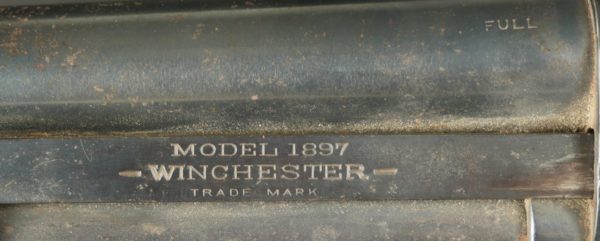 FULL
MODEL 1897
-WINCHESTER-
TRADE MARK